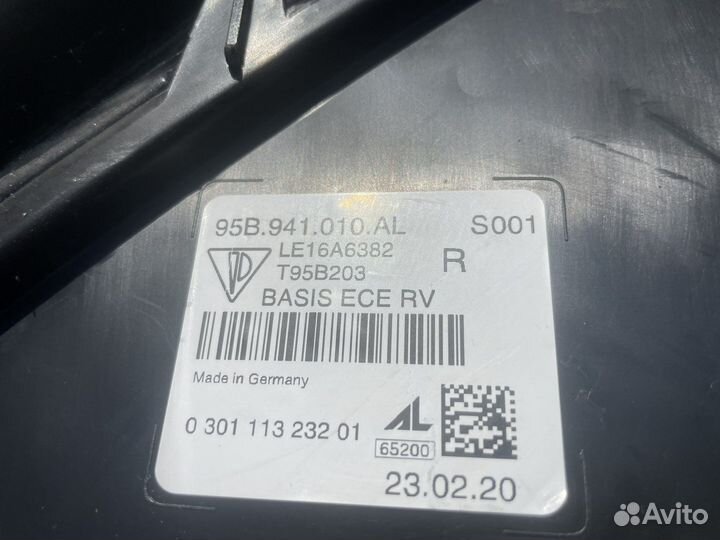 95B.941.010.AL S001
LE16A6382 R
T95B203
BASIS ECE RV
Made in Germany
0 301 113 232 01
AL
65200
23.02.20
Avito